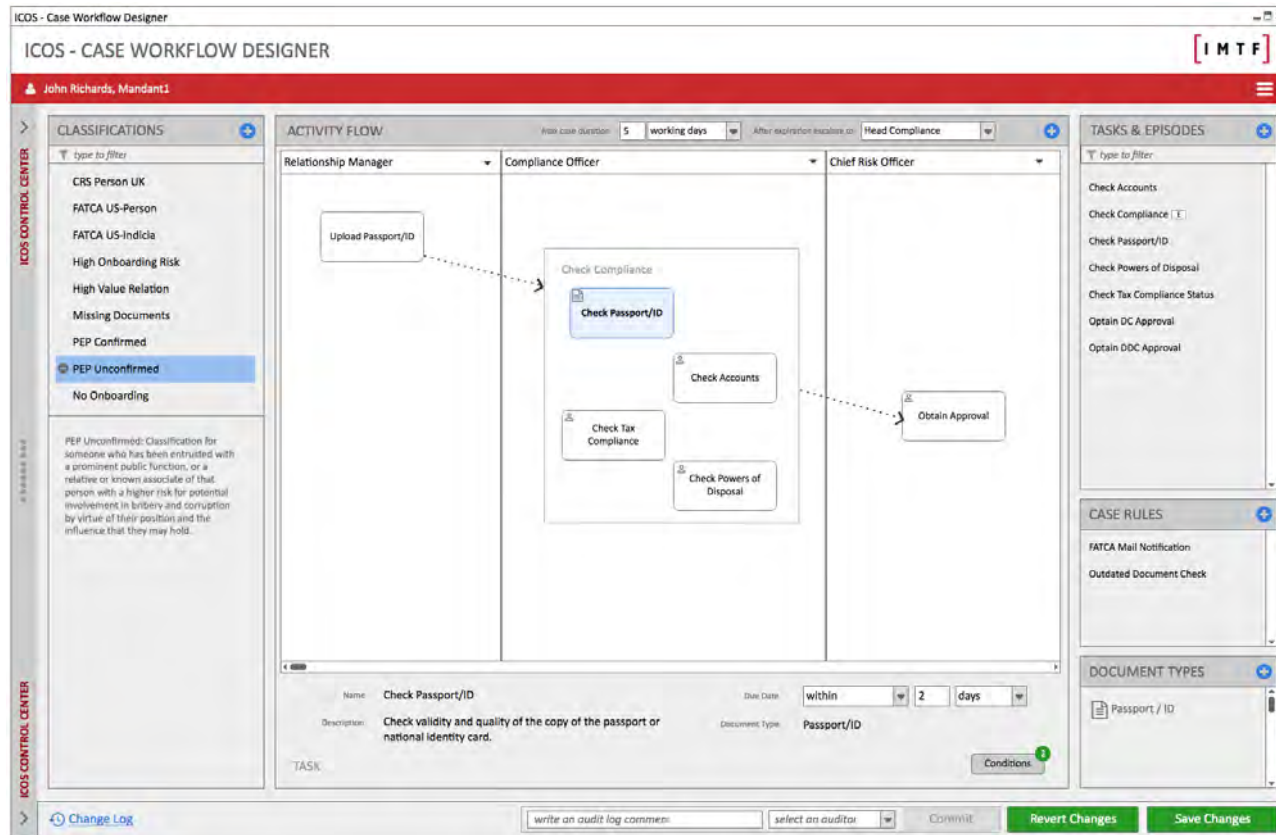 ICOS - Case Workflow Designer
ICOS - CASE WORKFLOW DESIGNER
[IMTF]
John Richards, Mandant1
ICOS CONTROL CENTER
CLASSIFICATIONS
type to filter
CRS Person UK
FATCA US-Person
FATCA US-Indicia
High Onboarding Risk
High Value Relation
Missing Documents
PEP Confirmed
PEP Unconfirmed
No Onboarding
PEP Unconfirmed: Classification for
someone who has been entrusted with
a prominent public function, or a
relative or known associate of that
person with a higher risk for potential
involvement in bribery and corruption
by virtue of their position and the
influence that they may hold.
ACTIVITY FLOW
Max case duration 5 working days After expiration escalate to Head Compliance
Relationship Manager
Compliance Officer
Chief Risk Officer
Upload Passport/ID
Check Compliance
Check Passport/ID
Check Accounts
Check Tax
Compliance
Check Powers of
Disposal
Obtain Approval
Name Check Passport/ID
Description Check validity and quality of the copy of the passport or
national identity card.
Due Date within 2 days
Document Type Passport/ID
TASK
Conditions 2
TASKS & EPISODES
type to filter
Check Accounts
Check Compliance E
Check Passport/ID
Check Powers of Disposal
Check Tax Compliance Status
Optain DC Approval
Optain DDC Approval
CASE RULES
FATCA Mail Notification
Outdated Document Check
DOCUMENT TYPES
Passport / ID
ICOS CONTROL CENTER
Change Log
write an audit log commen
select an auditor
Commit
Revert Changes
Save Changes